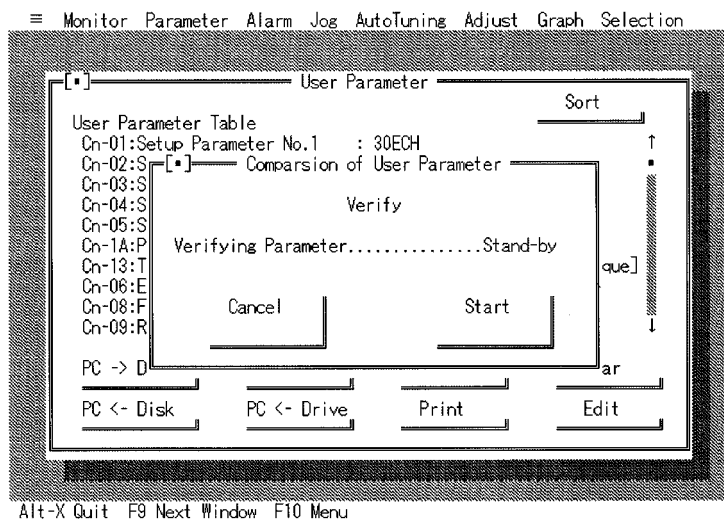 ≡ Monitor Parameter Alarm Jog AutoTuning Adjust Graph Selection
[▪] User Parameter
Sort
User Parameter Table
Cn-01:Setup Parameter No.1 : 30ECH ↑
Cn-02:S [▪] Comparsion of User Parameter ▪
Cn-03:S
Cn-04:S Verify
Cn-05:S
Cn-1A:P Verifying Parameter...............Stand-by
Cn-13:T que]
Cn-06:E
Cn-08:F Cancel Start
Cn-09:R ↓
PC -> D ar
PC <- Disk PC <- Drive Print Edit
Alt-X Quit F9 Next Window F10 Menu